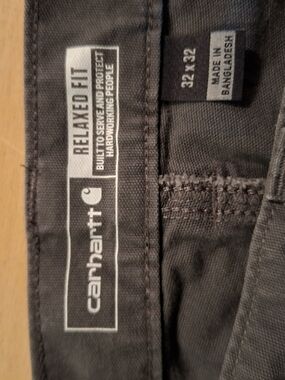 carhartt
RELAXED FIT
BUILT TO SERVE AND PROTECT
HARDWORKING PEOPLE
32 X 32
MADE IN
BANGLADESH